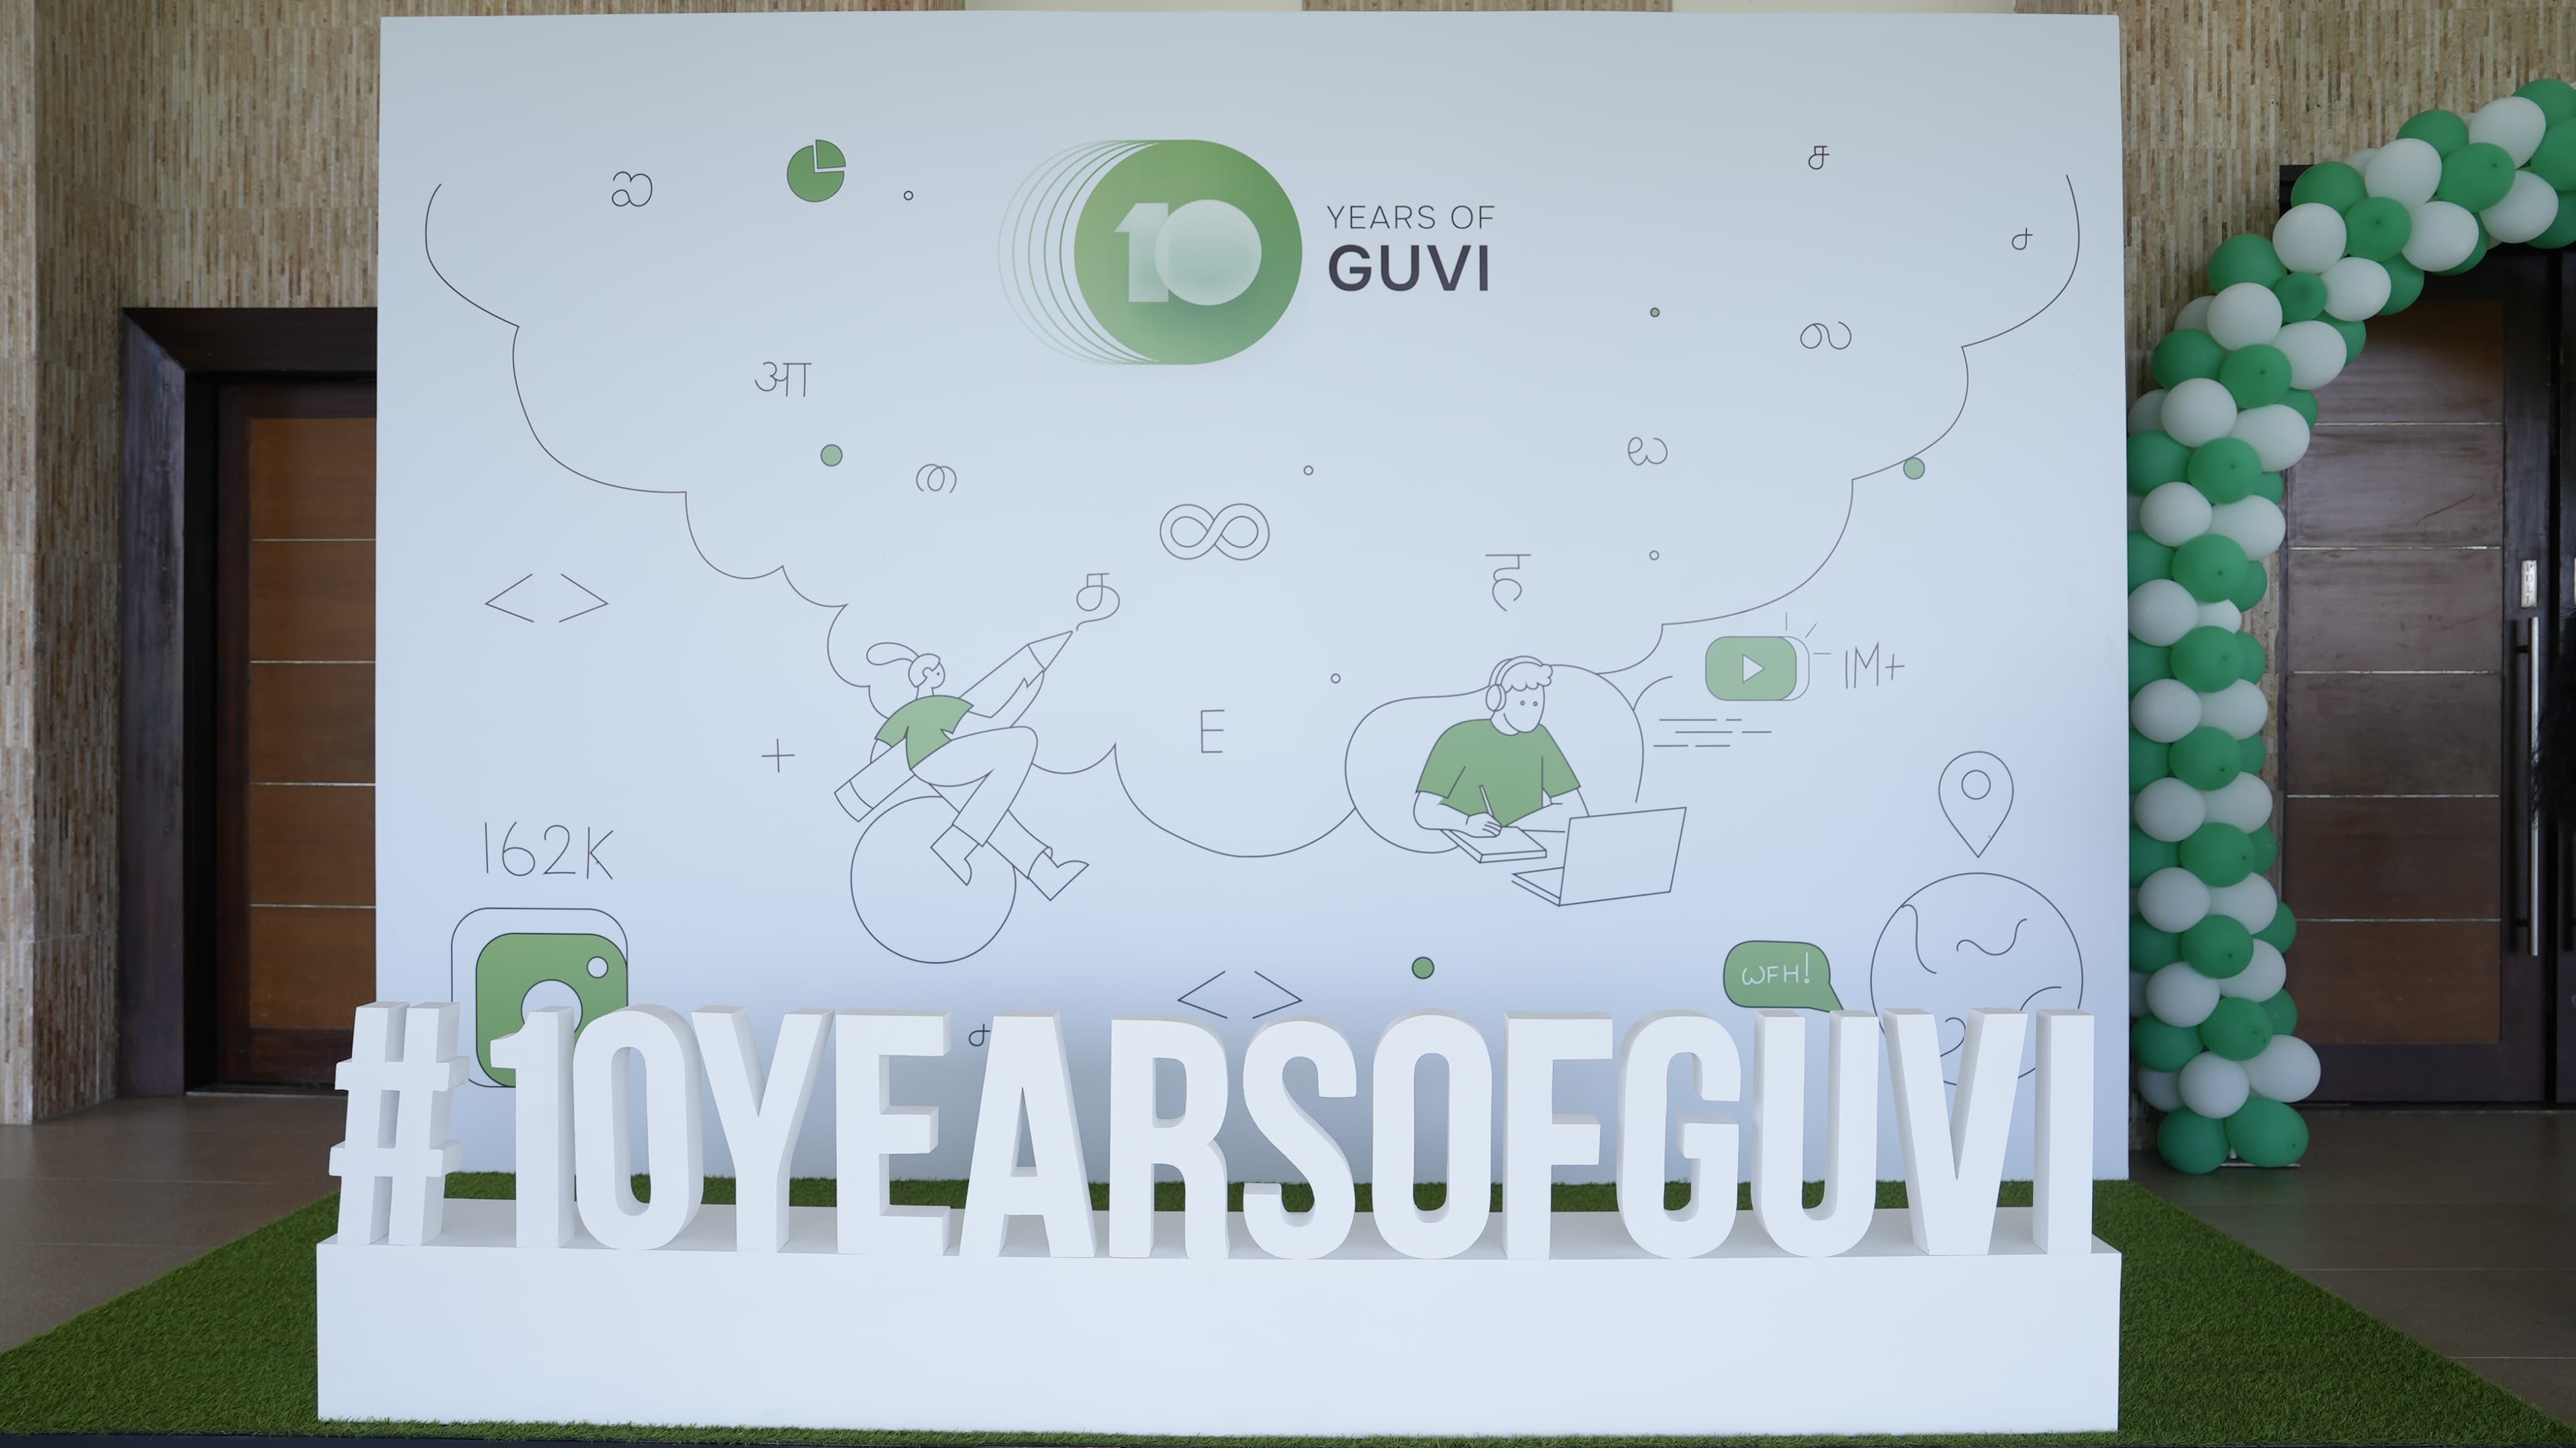 ச
ஐ
10
YEARS OF
GUVI
ச
ல
आ
ത
ಲ
த
ह
1M+
E
+
162K
< >
WFH!
< >
#10YEARSOFGUVI